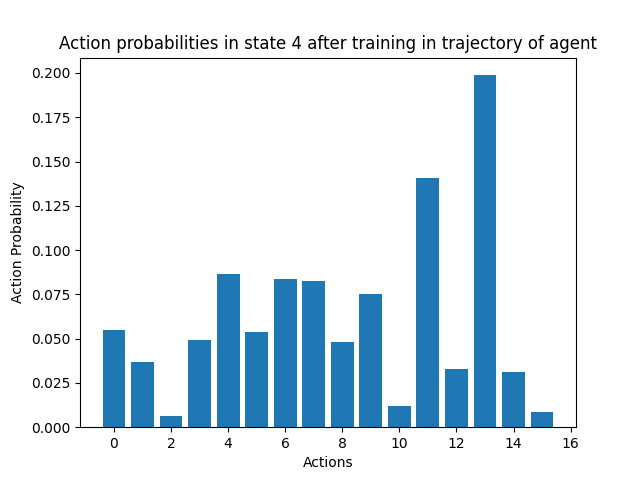 Action probabilities in state 4 after training in trajectory of agent
0.200
0.175
0.150
0.125
0.100
0.075
0.050
0.025
0.000
Action Probability
0 2 4 6 8 10 12 14 16
Actions